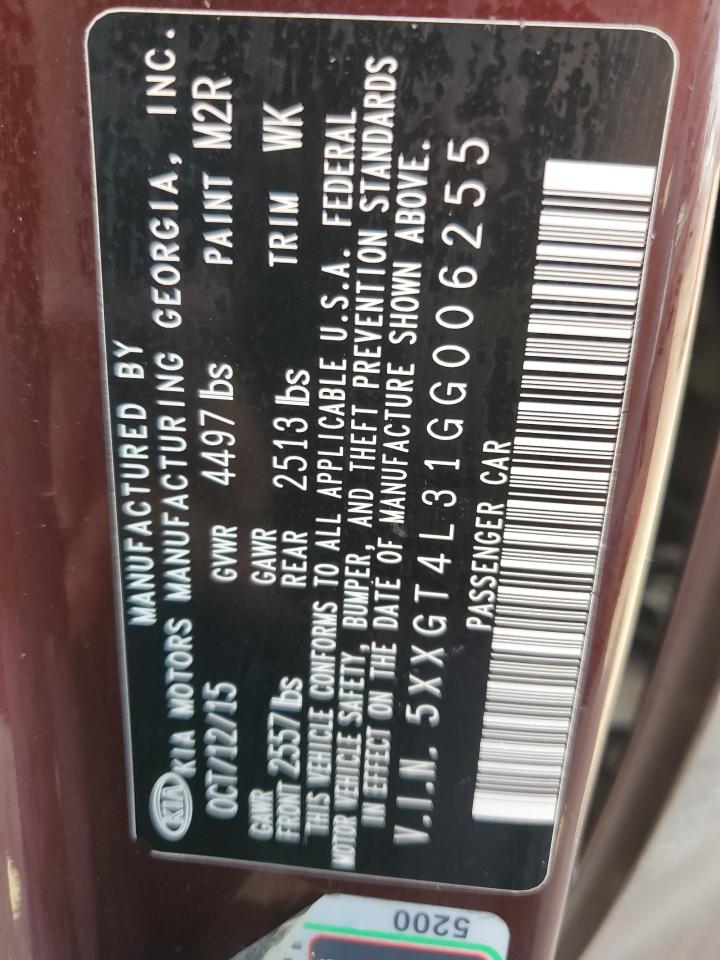 MANUFACTURED BY
KIA KIA MOTORS MANUFACTURING GEORGIA, INC.
OCT/12/15 GVWR 4497 lbs PAINT M2R
GAWR FRONT 2557 lbs GAWR REAR 2513 lbs TRIM WK
THIS VEHICLE CONFORMS TO ALL APPLICABLE U.S.A. FEDERAL
MOTOR VEHICLE SAFETY, BUMPER, AND THEFT PREVENTION STANDARDS
IN EFFECT ON THE DATE OF MANUFACTURE SHOWN ABOVE.
V.I.N. 5XXGT4L31GG006255
PASSENGER CAR
5200